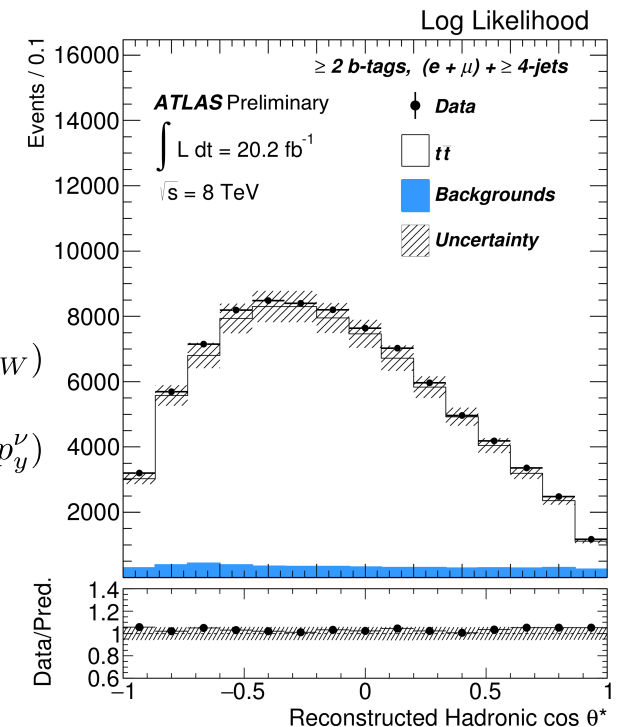 Log Likelihood
Events / 0.1
16000
14000
12000
10000
8000
6000
4000
2000
≥ 2 b-tags, (e + μ) + ≥ 4-jets
ATLAS Preliminary
∫ L dt = 20.2 fb⁻¹
√s = 8 TeV
Data
tt̄
Backgrounds
Uncertainty
W)
p_y^ν)
Data/Pred.
1.4
1.2
1
0.8
0.6
−1 −0.5 0 0.5 1
Reconstructed Hadronic cos θ*